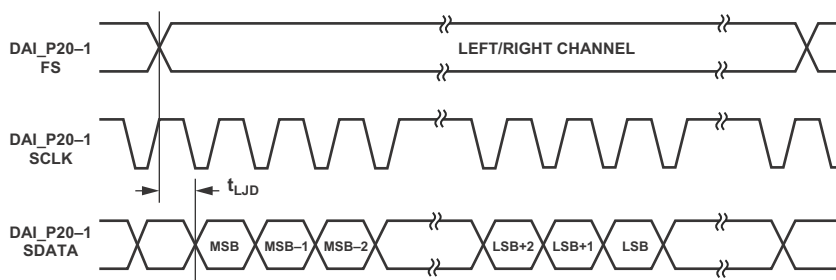 DAI_P20–1
FS
LEFT/RIGHT CHANNEL
DAI_P20–1
SCLK
tLJD
DAI_P20–1
SDATA
MSB
MSB–1
MSB–2
LSB+2
LSB+1
LSB